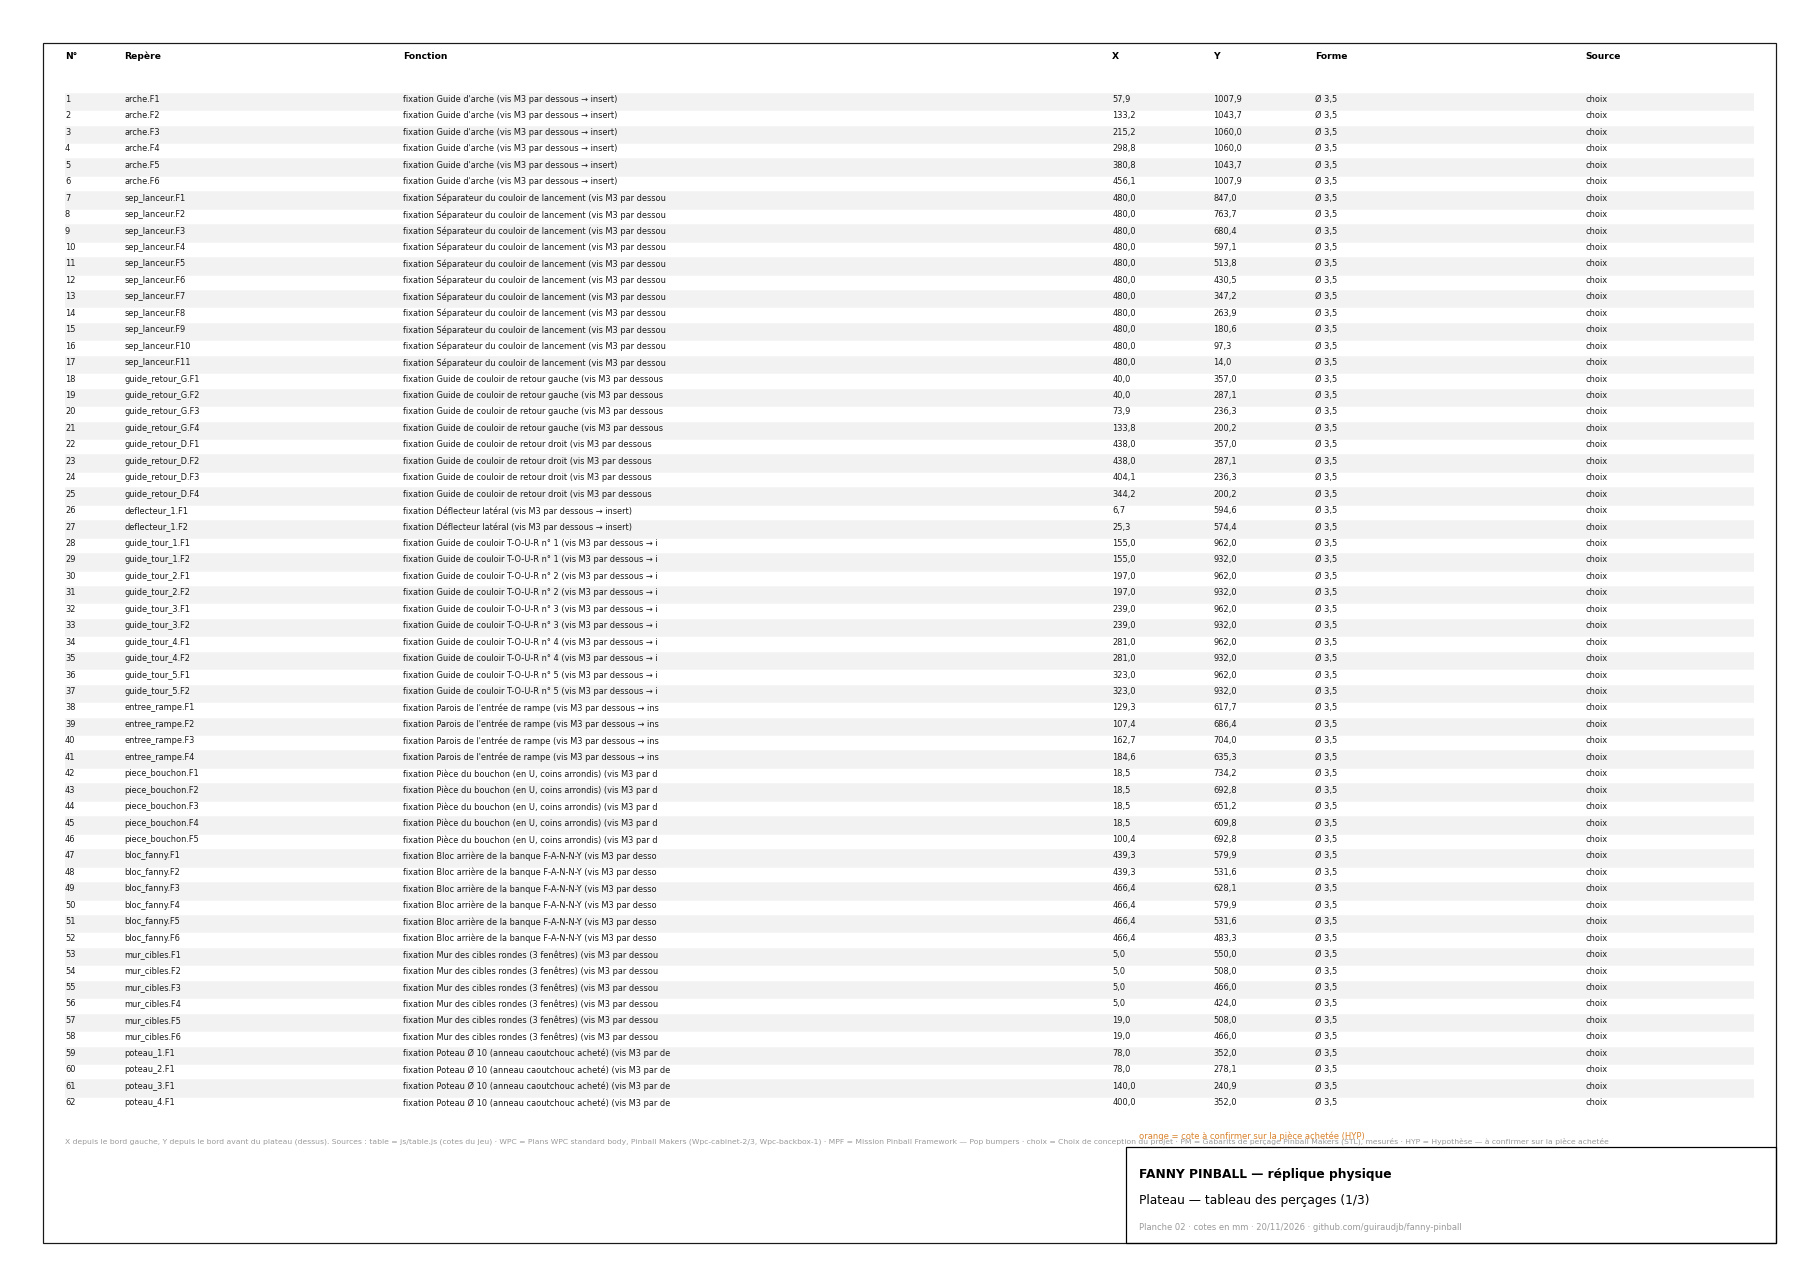 N° Repère Fonction X Y Forme Source
1 arche.F1 fixation Guide d'arche (vis M3 par dessous → insert) 57,9 1007,9 Ø 3,5 choix
2 arche.F2 fixation Guide d'arche (vis M3 par dessous → insert) 133,2 1043,7 Ø 3,5 choix
3 arche.F3 fixation Guide d'arche (vis M3 par dessous → insert) 215,2 1060,0 Ø 3,5 choix
4 arche.F4 fixation Guide d'arche (vis M3 par dessous → insert) 298,8 1060,0 Ø 3,5 choix
5 arche.F5 fixation Guide d'arche (vis M3 par dessous → insert) 380,8 1043,7 Ø 3,5 choix
6 arche.F6 fixation Guide d'arche (vis M3 par dessous → insert) 456,1 1007,9 Ø 3,5 choix
7 sep_lanceur.F1 fixation Séparateur du couloir de lancement (vis M3 par dessou 480,0 847,0 Ø 3,5 choix
8 sep_lanceur.F2 fixation Séparateur du couloir de lancement (vis M3 par dessou 480,0 763,7 Ø 3,5 choix
9 sep_lanceur.F3 fixation Séparateur du couloir de lancement (vis M3 par dessou 480,0 680,4 Ø 3,5 choix
10 sep_lanceur.F4 fixation Séparateur du couloir de lancement (vis M3 par dessou 480,0 597,1 Ø 3,5 choix
11 sep_lanceur.F5 fixation Séparateur du couloir de lancement (vis M3 par dessou 480,0 513,8 Ø 3,5 choix
12 sep_lanceur.F6 fixation Séparateur du couloir de lancement (vis M3 par dessou 480,0 430,5 Ø 3,5 choix
13 sep_lanceur.F7 fixation Séparateur du couloir de lancement (vis M3 par dessou 480,0 347,2 Ø 3,5 choix
14 sep_lanceur.F8 fixation Séparateur du couloir de lancement (vis M3 par dessou 480,0 263,9 Ø 3,5 choix
15 sep_lanceur.F9 fixation Séparateur du couloir de lancement (vis M3 par dessou 480,0 180,6 Ø 3,5 choix
16 sep_lanceur.F10 fixation Séparateur du couloir de lancement (vis M3 par dessou 480,0 97,3 Ø 3,5 choix
17 sep_lanceur.F11 fixation Séparateur du couloir de lancement (vis M3 par dessou 480,0 14,0 Ø 3,5 choix
18 guide_retour_G.F1 fixation Guide de couloir de retour gauche (vis M3 par dessous 40,0 357,0 Ø 3,5 choix
19 guide_retour_G.F2 fixation Guide de couloir de retour gauche (vis M3 par dessous 40,0 287,1 Ø 3,5 choix
20 guide_retour_G.F3 fixation Guide de couloir de retour gauche (vis M3 par dessous 73,9 236,3 Ø 3,5 choix
21 guide_retour_G.F4 fixation Guide de couloir de retour gauche (vis M3 par dessous 133,8 200,2 Ø 3,5 choix
22 guide_retour_D.F1 fixation Guide de couloir de retour droit (vis M3 par dessous 438,0 357,0 Ø 3,5 choix
23 guide_retour_D.F2 fixation Guide de couloir de retour droit (vis M3 par dessous 438,0 287,1 Ø 3,5 choix
24 guide_retour_D.F3 fixation Guide de couloir de retour droit (vis M3 par dessous 404,1 236,3 Ø 3,5 choix
25 guide_retour_D.F4 fixation Guide de couloir de retour droit (vis M3 par dessous 344,2 200,2 Ø 3,5 choix
26 deflecteur_1.F1 fixation Déflecteur latéral (vis M3 par dessous → insert) 6,7 594,6 Ø 3,5 choix
27 deflecteur_1.F2 fixation Déflecteur latéral (vis M3 par dessous → insert) 25,3 574,4 Ø 3,5 choix
28 guide_tour_1.F1 fixation Guide de couloir T-O-U-R n° 1 (vis M3 par dessous → i 155,0 962,0 Ø 3,5 choix
29 guide_tour_1.F2 fixation Guide de couloir T-O-U-R n° 1 (vis M3 par dessous → i 155,0 932,0 Ø 3,5 choix
30 guide_tour_2.F1 fixation Guide de couloir T-O-U-R n° 2 (vis M3 par dessous → i 197,0 962,0 Ø 3,5 choix
31 guide_tour_2.F2 fixation Guide de couloir T-O-U-R n° 2 (vis M3 par dessous → i 197,0 932,0 Ø 3,5 choix
32 guide_tour_3.F1 fixation Guide de couloir T-O-U-R n° 3 (vis M3 par dessous → i 239,0 962,0 Ø 3,5 choix
33 guide_tour_3.F2 fixation Guide de couloir T-O-U-R n° 3 (vis M3 par dessous → i 239,0 932,0 Ø 3,5 choix
34 guide_tour_4.F1 fixation Guide de couloir T-O-U-R n° 4 (vis M3 par dessous → i 281,0 962,0 Ø 3,5 choix
35 guide_tour_4.F2 fixation Guide de couloir T-O-U-R n° 4 (vis M3 par dessous → i 281,0 932,0 Ø 3,5 choix
36 guide_tour_5.F1 fixation Guide de couloir T-O-U-R n° 5 (vis M3 par dessous → i 323,0 962,0 Ø 3,5 choix
37 guide_tour_5.F2 fixation Guide de couloir T-O-U-R n° 5 (vis M3 par dessous → i 323,0 932,0 Ø 3,5 choix
38 entree_rampe.F1 fixation Parois de l'entrée de rampe (vis M3 par dessous → ins 129,3 617,7 Ø 3,5 choix
39 entree_rampe.F2 fixation Parois de l'entrée de rampe (vis M3 par dessous → ins 107,4 686,4 Ø 3,5 choix
40 entree_rampe.F3 fixation Parois de l'entrée de rampe (vis M3 par dessous → ins 162,7 704,0 Ø 3,5 choix
41 entree_rampe.F4 fixation Parois de l'entrée de rampe (vis M3 par dessous → ins 184,6 635,3 Ø 3,5 choix
42 piece_bouchon.F1 fixation Pièce du bouchon (en U, coins arrondis) (vis M3 par d 18,5 734,2 Ø 3,5 choix
43 piece_bouchon.F2 fixation Pièce du bouchon (en U, coins arrondis) (vis M3 par d 18,5 692,8 Ø 3,5 choix
44 piece_bouchon.F3 fixation Pièce du bouchon (en U, coins arrondis) (vis M3 par d 18,5 651,2 Ø 3,5 choix
45 piece_bouchon.F4 fixation Pièce du bouchon (en U, coins arrondis) (vis M3 par d 18,5 609,8 Ø 3,5 choix
46 piece_bouchon.F5 fixation Pièce du bouchon (en U, coins arrondis) (vis M3 par d 100,4 692,8 Ø 3,5 choix
47 bloc_fanny.F1 fixation Bloc arrière de la banque F-A-N-N-Y (vis M3 par desso 439,3 579,9 Ø 3,5 choix
48 bloc_fanny.F2 fixation Bloc arrière de la banque F-A-N-N-Y (vis M3 par desso 439,3 531,6 Ø 3,5 choix
49 bloc_fanny.F3 fixation Bloc arrière de la banque F-A-N-N-Y (vis M3 par desso 466,4 628,1 Ø 3,5 choix
50 bloc_fanny.F4 fixation Bloc arrière de la banque F-A-N-N-Y (vis M3 par desso 466,4 579,9 Ø 3,5 choix
51 bloc_fanny.F5 fixation Bloc arrière de la banque F-A-N-N-Y (vis M3 par desso 466,4 531,6 Ø 3,5 choix
52 bloc_fanny.F6 fixation Bloc arrière de la banque F-A-N-N-Y (vis M3 par desso 466,4 483,3 Ø 3,5 choix
53 mur_cibles.F1 fixation Mur des cibles rondes (3 fenêtres) (vis M3 par dessou 5,0 550,0 Ø 3,5 choix
54 mur_cibles.F2 fixation Mur des cibles rondes (3 fenêtres) (vis M3 par dessou 5,0 508,0 Ø 3,5 choix
55 mur_cibles.F3 fixation Mur des cibles rondes (3 fenêtres) (vis M3 par dessou 5,0 466,0 Ø 3,5 choix
56 mur_cibles.F4 fixation Mur des cibles rondes (3 fenêtres) (vis M3 par dessou 5,0 424,0 Ø 3,5 choix
57 mur_cibles.F5 fixation Mur des cibles rondes (3 fenêtres) (vis M3 par dessou 19,0 508,0 Ø 3,5 choix
58 mur_cibles.F6 fixation Mur des cibles rondes (3 fenêtres) (vis M3 par dessou 19,0 466,0 Ø 3,5 choix
59 poteau_1.F1 fixation Poteau Ø 10 (anneau caoutchouc acheté) (vis M3 par de 78,0 352,0 Ø 3,5 choix
60 poteau_2.F1 fixation Poteau Ø 10 (anneau caoutchouc acheté) (vis M3 par de 78,0 278,1 Ø 3,5 choix
61 poteau_3.F1 fixation Poteau Ø 10 (anneau caoutchouc acheté) (vis M3 par de 140,0 240,9 Ø 3,5 choix
62 poteau_4.F1 fixation Poteau Ø 10 (anneau caoutchouc acheté) (vis M3 par de 400,0 352,0 Ø 3,5 choix
orange = cote à confirmer sur la pièce achetée (HYP)
X depuis le bord gauche, Y depuis le bord avant du plateau (dessus). Sources : table = js/table.js (cotes du jeu) · WPC = Plans WPC standard body, Pinball Makers (Wpc-cabinet-2/3, Wpc-backbox-1) · MPF = Mission Pinball Framework — Pop bumpers · choix = Choix de conception du projet · PM = Gabarits de perçage Pinball Makers (STL), mesurés · HYP = Hypothèse — à confirmer sur la pièce achetée
FANNY PINBALL — réplique physique
Plateau — tableau des perçages (1/3)
Planche 02 · cotes en mm · 20/11/2026 · github.com/guiraudjb/fanny-pinball